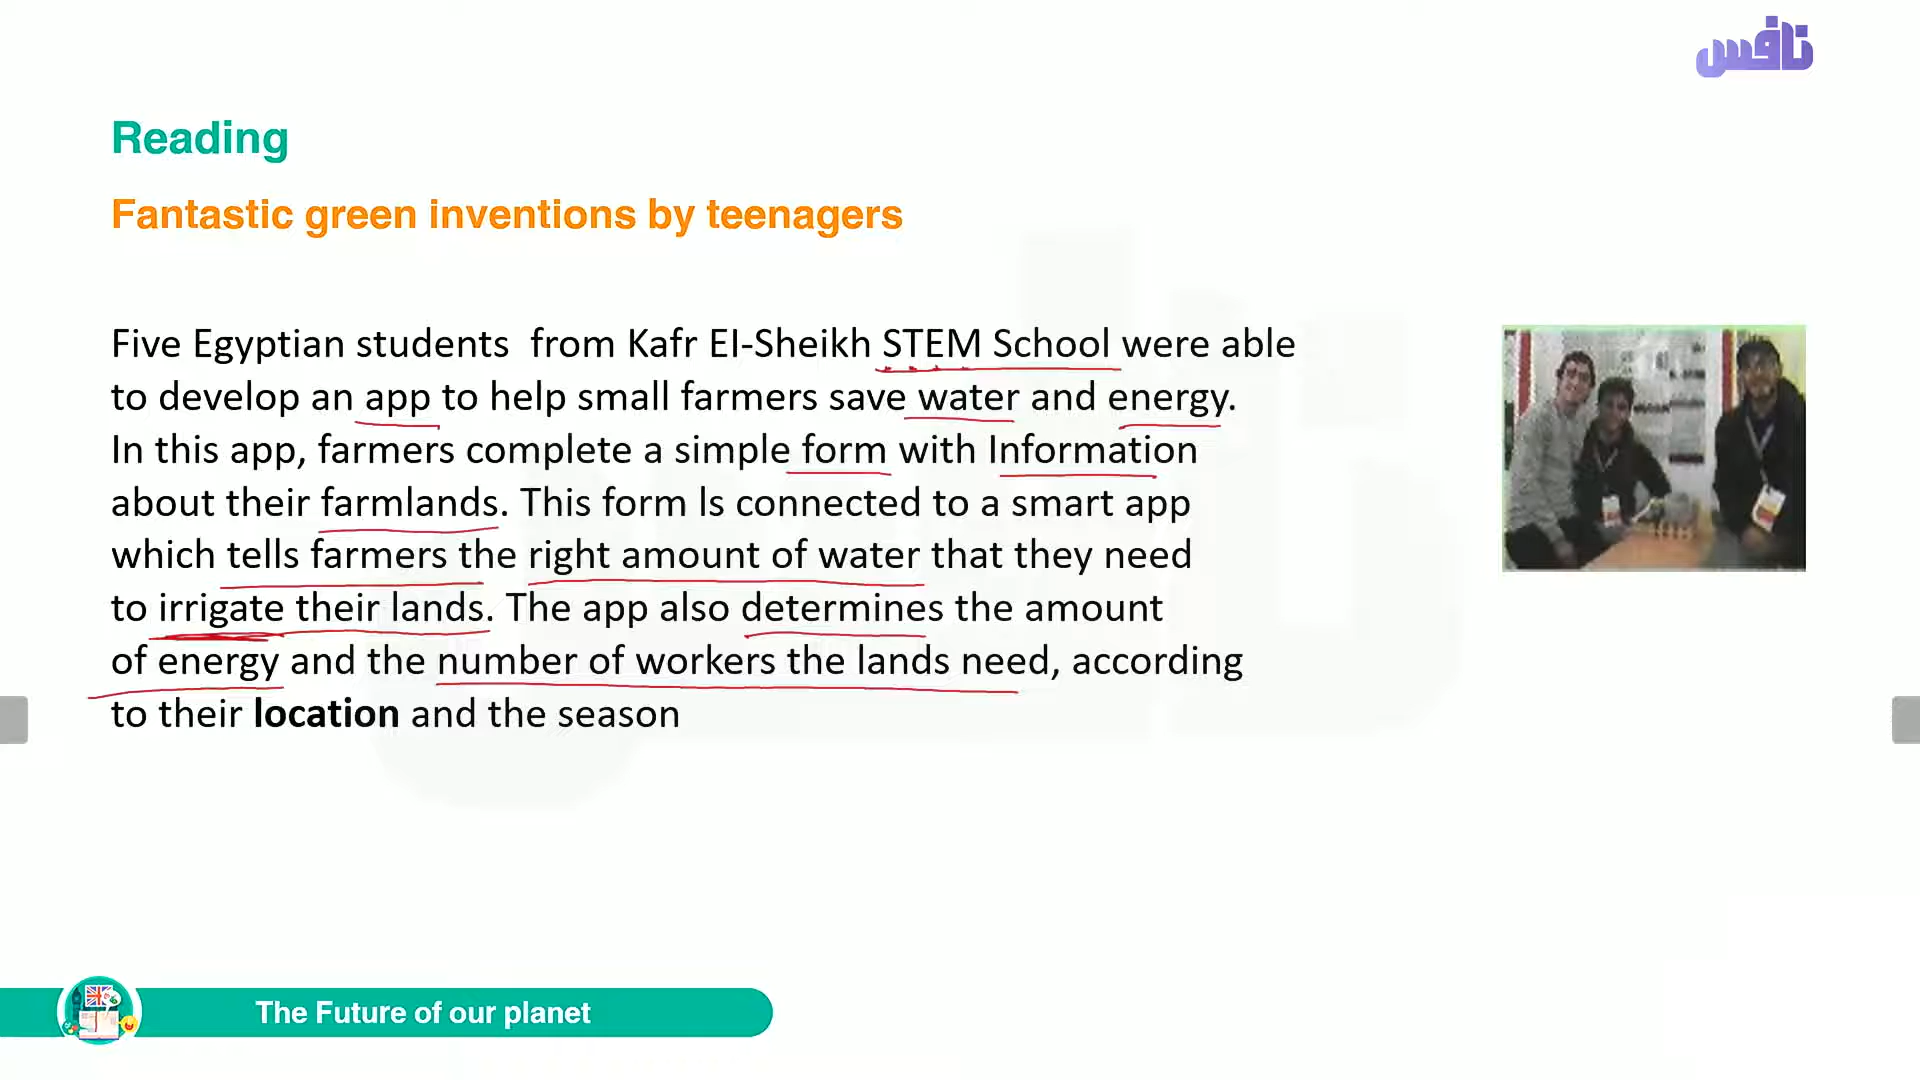 نافس
Reading
Fantastic green inventions by teenagers
Five Egyptian students from Kafr EI-Sheikh STEM School were able
to develop an app to help small farmers save water and energy.
In this app, farmers complete a simple form with Information
about their farmlands. This form ls connected to a smart app
which tells farmers the right amount of water that they need
to irrigate their lands. The app also determines the amount
of energy and the number of workers the lands need, according
to their location and the season
The Future of our planet